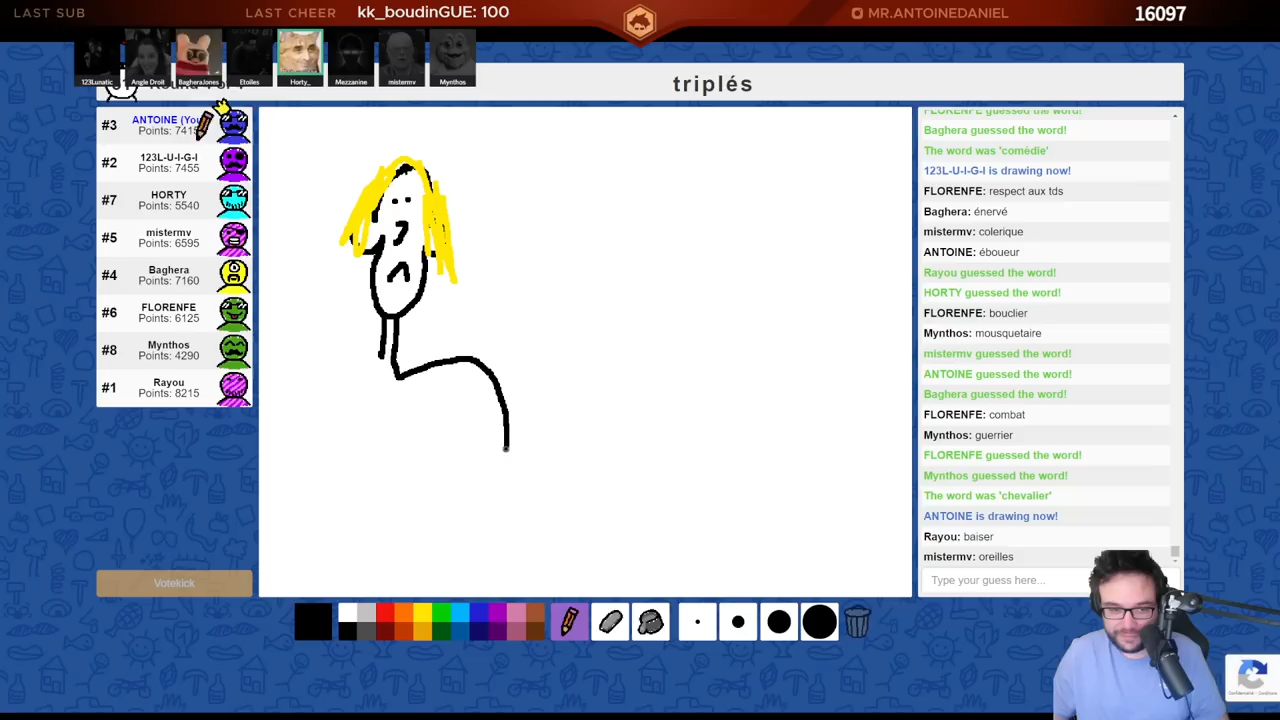 LAST SUB
LAST CHEER
kk_boudinGUE: 100
MR.ANTOINEDANIEL
16097
123Lunatic
Angle Droit
BagheraJones
Etoiles
Horty_
Mezzanine
mistermv
Mynthos
triplés
#3
ANTOINE (You
Points: 7415
#2
123L-U-I-G-I
Points: 7455
#7
HORTY
Points: 5540
#5
mistermv
Points: 6595
#4
Baghera
Points: 7160
#6
FLORENFE
Points: 6125
#8
Mynthos
Points: 4290
#1
Rayou
Points: 8215
Votekick
FLORENFE guessed the word!
Baghera guessed the word!
The word was 'comédie'
123L-U-I-G-I is drawing now!
FLORENFE: respect aux tds
Baghera: énervé
mistermv: colerique
ANTOINE: éboueur
Rayou guessed the word!
HORTY guessed the word!
FLORENFE: bouclier
Mynthos: mousquetaire
mistermv guessed the word!
ANTOINE guessed the word!
Baghera guessed the word!
FLORENFE: combat
Mynthos: guerrier
FLORENFE guessed the word!
Mynthos guessed the word!
The word was 'chevalier'
ANTOINE is drawing now!
Rayou: baiser
mistermv: oreilles
Type your guess here...